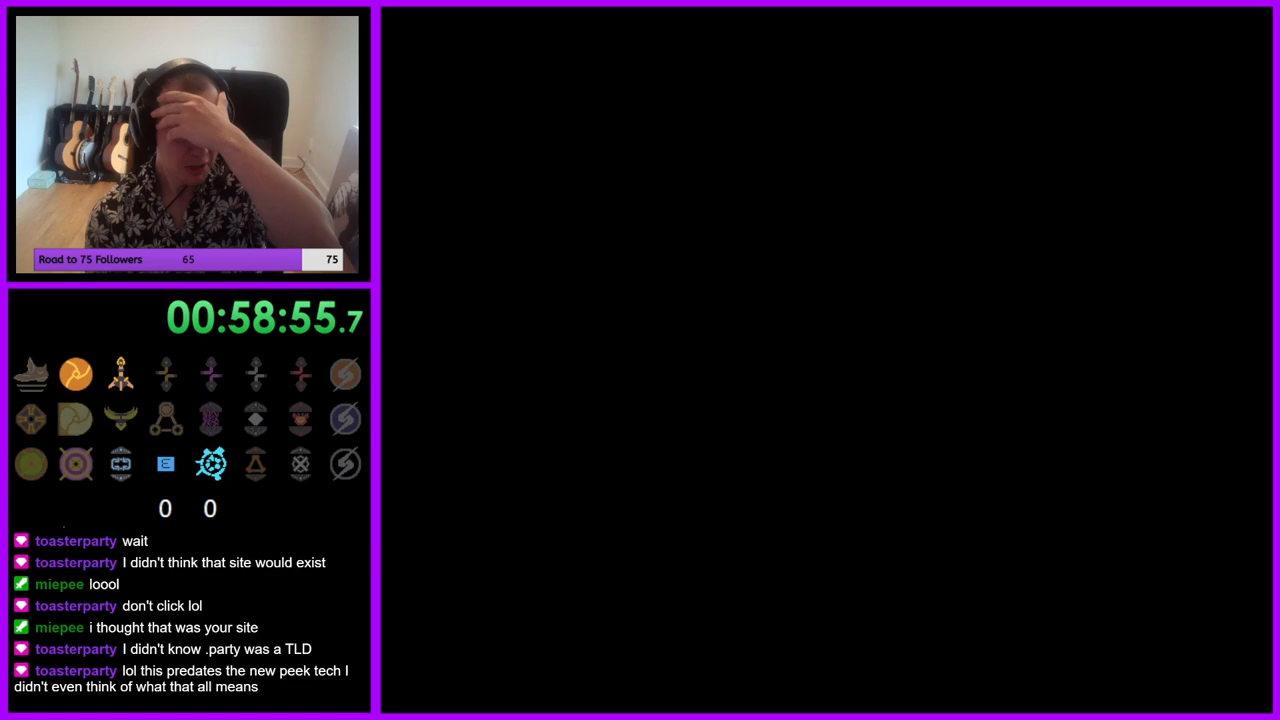 Road to 75 Followers 65 75
00:58:55.7
0 0
toasterparty wait
toasterparty I didn't think that site would exist
miepee loool
toasterparty don't click lol
miepee i thought that was your site
toasterparty I didn't know .party was a TLD
toasterparty lol this predates the new peek tech I
didn't even think of what that all means